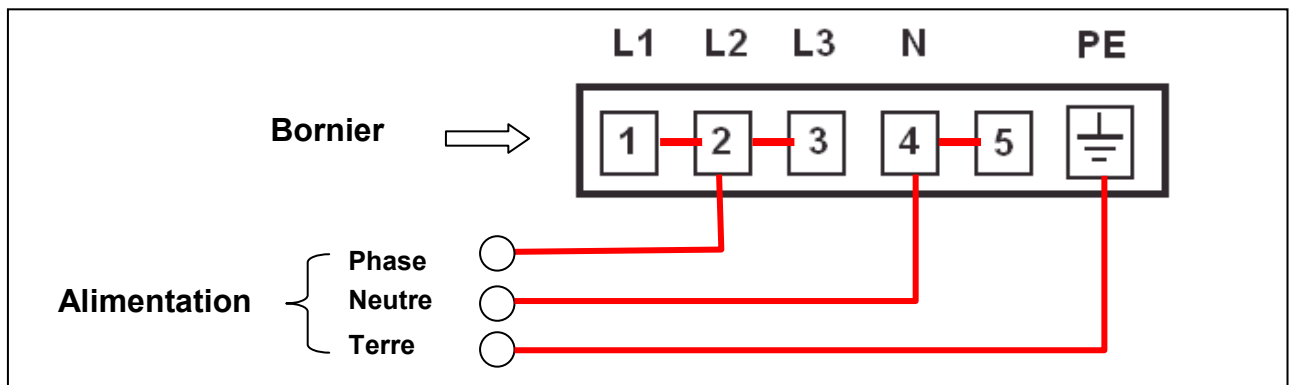 L1 L2 L3 N PE
Bornier
1 2 3 4 5
Phase
Alimentation
Neutre
Terre